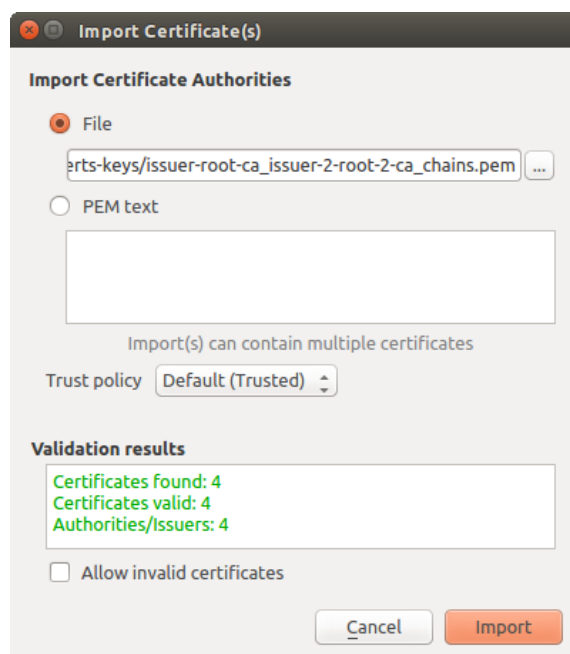 Import Certificate(s)
Import Certificate Authorities
File
erts-keys/issuer-root-ca_issuer-2-root-2-ca_chains.pem ...
PEM text
Import(s) can contain multiple certificates
Trust policy Default (Trusted)
Validation results
Certificates found: 4
Certificates valid: 4
Authorities/Issuers: 4
Allow invalid certificates
Cancel Import